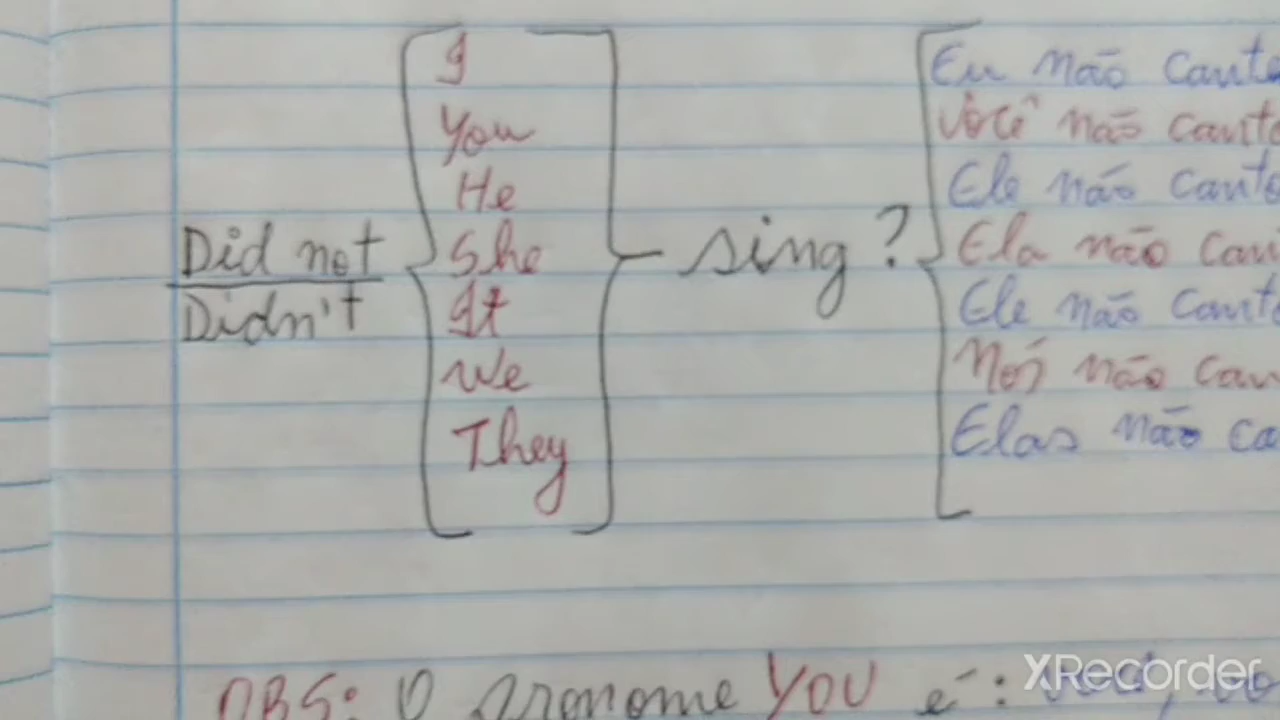 I
You
He
Did not She
Didn't It
We
They
sing?
Eu não
Você não
Ele não
Ela não
Ele não
Nós não
Elas não
OBS: O pronome YOU é:
XRecorder